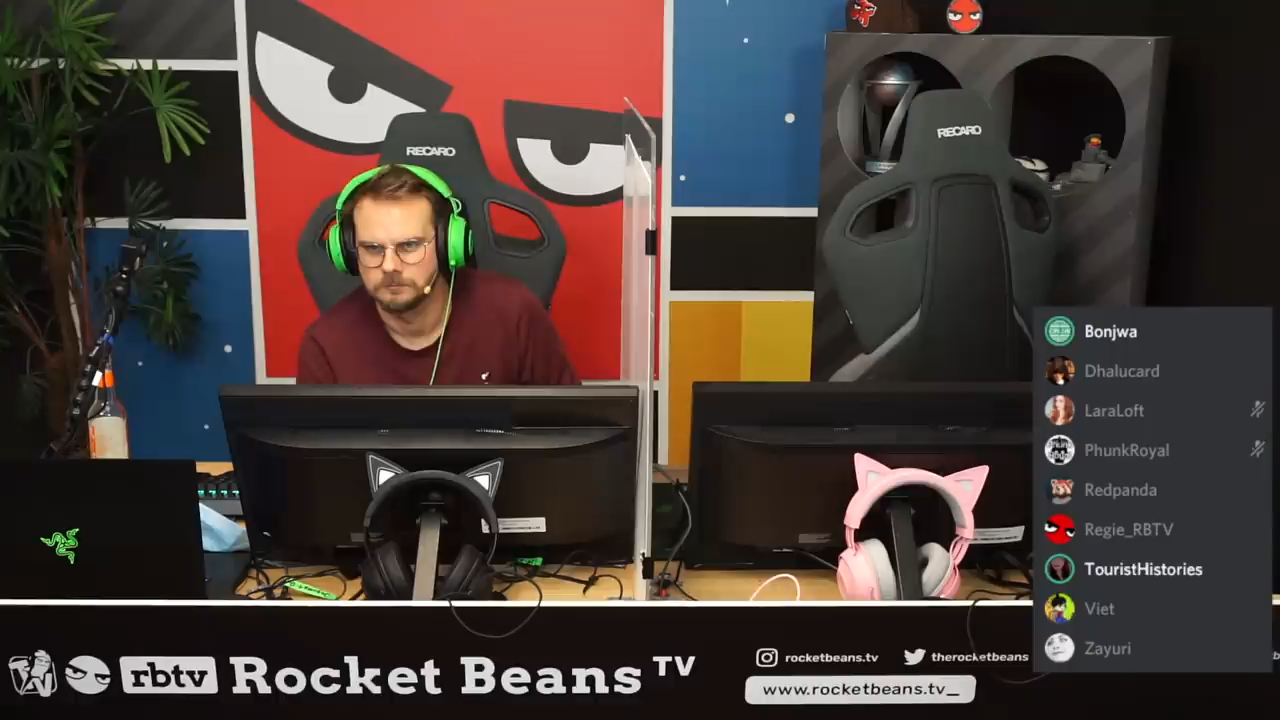 RECARO
RECARO
Bonjwa
Dhalucard
LaraLoft
PhunkRoyal
Redpanda
Regie_RBTV
TouristHistories
Viet
Zayuri
rbtv Rocket Beans TV
rocketbeans.tv
therocketbeans
www.rocketbeans.tv_